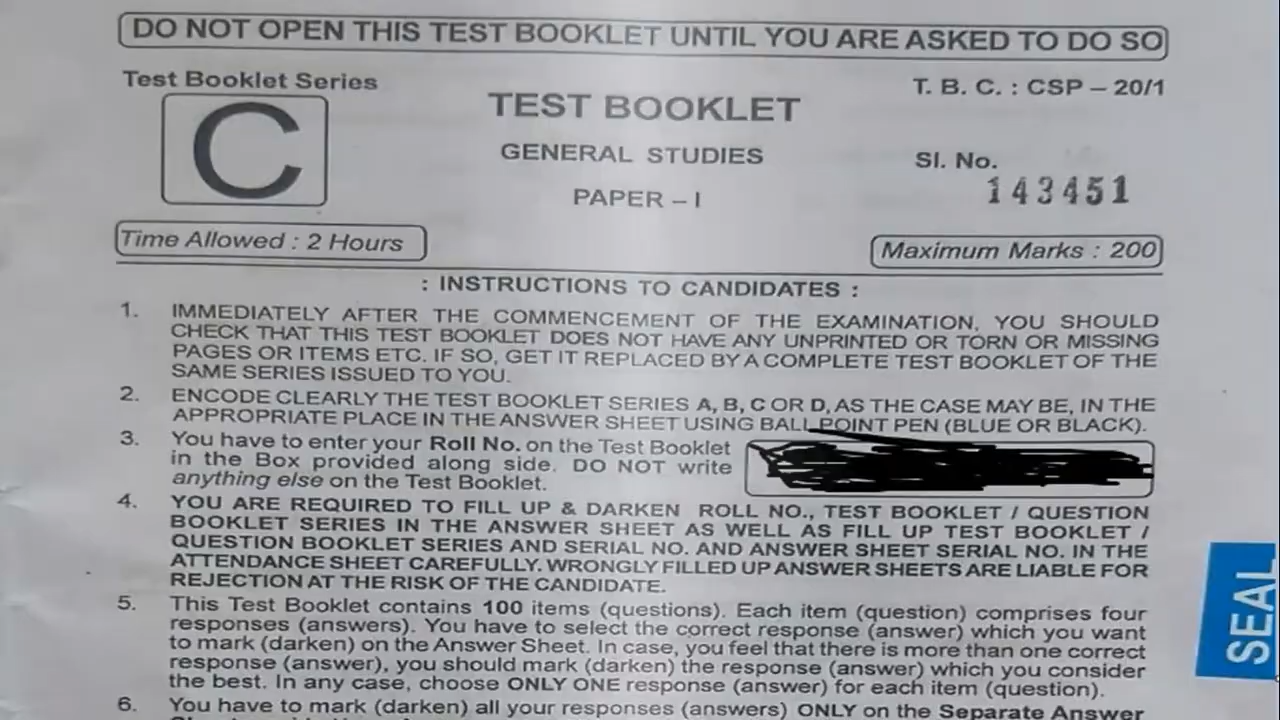 DO NOT OPEN THIS TEST BOOKLET UNTIL YOU ARE ASKED TO DO SO
Test Booklet Series
T. B. C. : CSP – 20/1
C
TEST BOOKLET
GENERAL STUDIES
Sl. No.
143451
PAPER – I
Time Allowed : 2 Hours
Maximum Marks : 200
: INSTRUCTIONS TO CANDIDATES :
1. IMMEDIATELY AFTER THE COMMENCEMENT OF THE EXAMINATION, YOU SHOULD
CHECK THAT THIS TEST BOOKLET DOES NOT HAVE ANY UNPRINTED OR TORN OR MISSING
PAGES OR ITEMS ETC. IF SO, GET IT REPLACED BY A COMPLETE TEST BOOKLET OF THE
SAME SERIES ISSUED TO YOU.
2. ENCODE CLEARLY THE TEST BOOKLET SERIES A, B, C OR D, AS THE CASE MAY BE, IN THE
APPROPRIATE PLACE IN THE ANSWER SHEET USING BALL POINT PEN (BLUE OR BLACK).
3. You have to enter your Roll No. on the Test Booklet
in the Box provided along side. DO NOT write
anything else on the Test Booklet.
4. YOU ARE REQUIRED TO FILL UP & DARKEN ROLL NO., TEST BOOKLET / QUESTION
BOOKLET SERIES IN THE ANSWER SHEET AS WELL AS FILL UP TEST BOOKLET /
QUESTION BOOKLET SERIES AND SERIAL NO. AND ANSWER SHEET SERIAL NO. IN THE
ATTENDANCE SHEET CAREFULLY. WRONGLY FILLED UP ANSWER SHEETS ARE LIABLE FOR
REJECTION AT THE RISK OF THE CANDIDATE.
5. This Test Booklet contains 100 items (questions). Each item (question) comprises four
responses (answers). You have to select the correct response (answer) which you want
to mark (darken) on the Answer Sheet. In case, you feel that there is more than one correct
response (answer), you should mark (darken) the response (answer) which you consider
the best. In any case, choose ONLY ONE response (answer) for each item (question).
6. You have to mark (darken) all your responses (answers) ONLY on the Separate Answer
SEAL